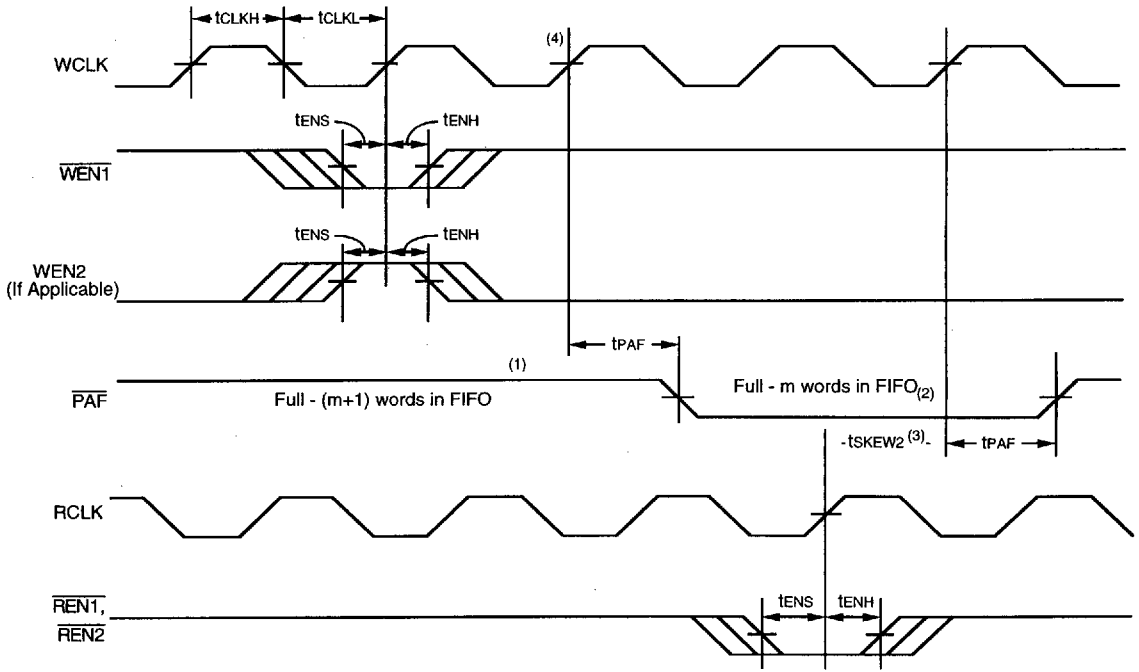 tCLKH tCLKL
(4)
WCLK
tENS tENH
WEN1
tENS tENH
WEN2
(If Applicable)
tPAF
(1)
PAF
Full - (m+1) words in FIFO
Full - m words in FIFO(2)
-tSKEW2(3)- tPAF
RCLK
tENS tENH
REN1,
REN2